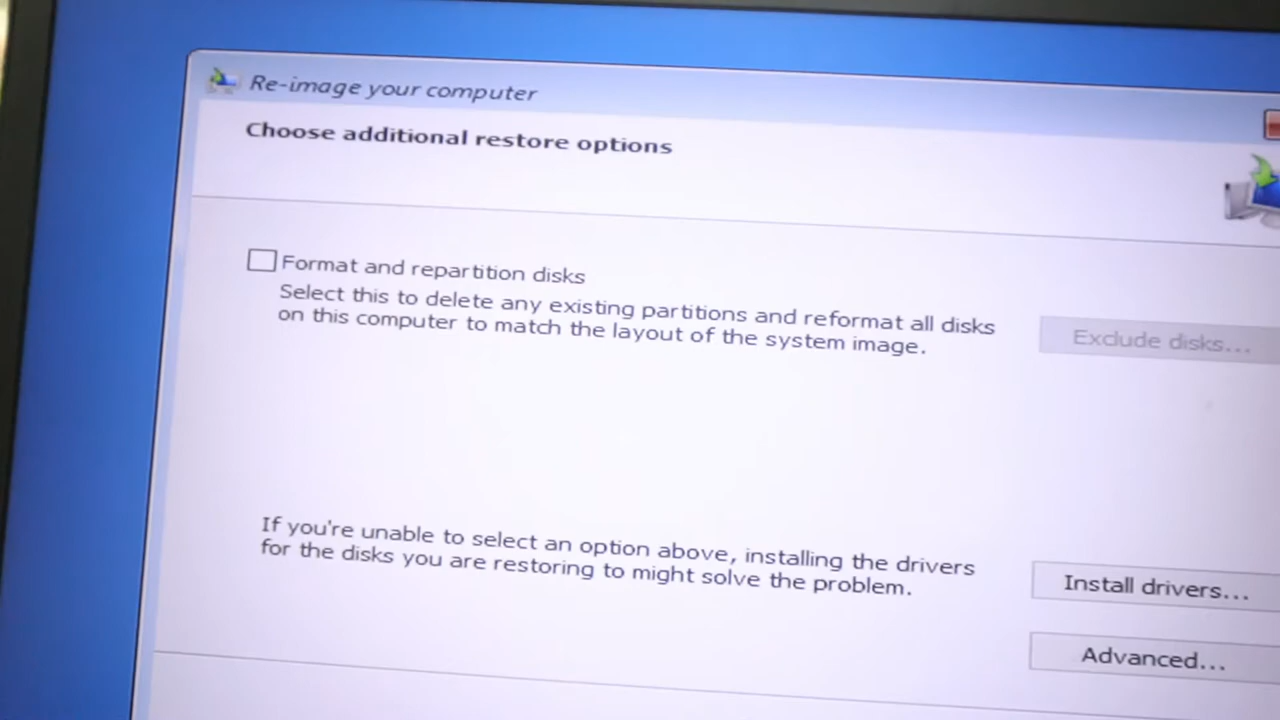 Re-image your computer
Choose additional restore options
Format and repartition disks
Select this to delete any existing partitions and reformat all disks
on this computer to match the layout of the system image.
Exclude disks...
If you're unable to select an option above, installing the drivers
for the disks you are restoring to might solve the problem.
Install drivers...
Advanced...